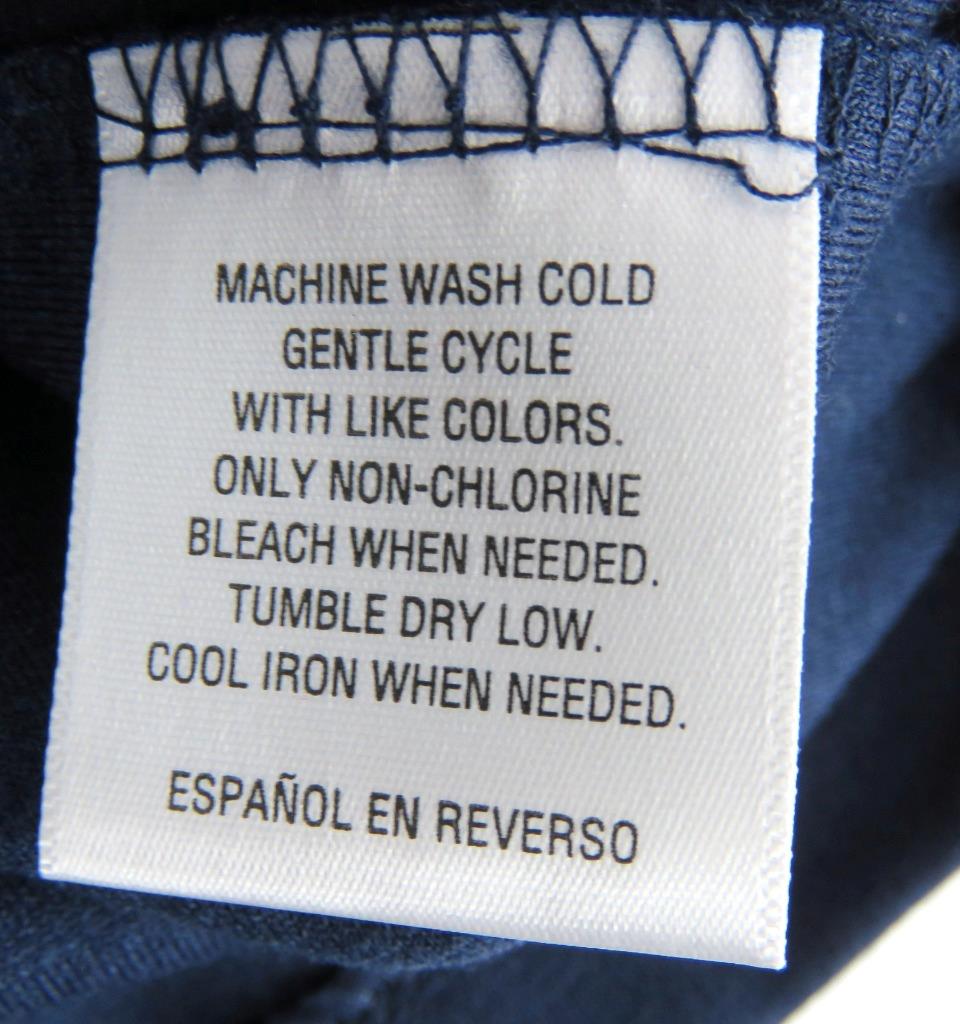 MACHINE WASH COLD
GENTLE CYCLE
WITH LIKE COLORS.
ONLY NON-CHLORINE
BLEACH WHEN NEEDED.
TUMBLE DRY LOW.
COOL IRON WHEN NEEDED.
ESPAÑOL EN REVERSO